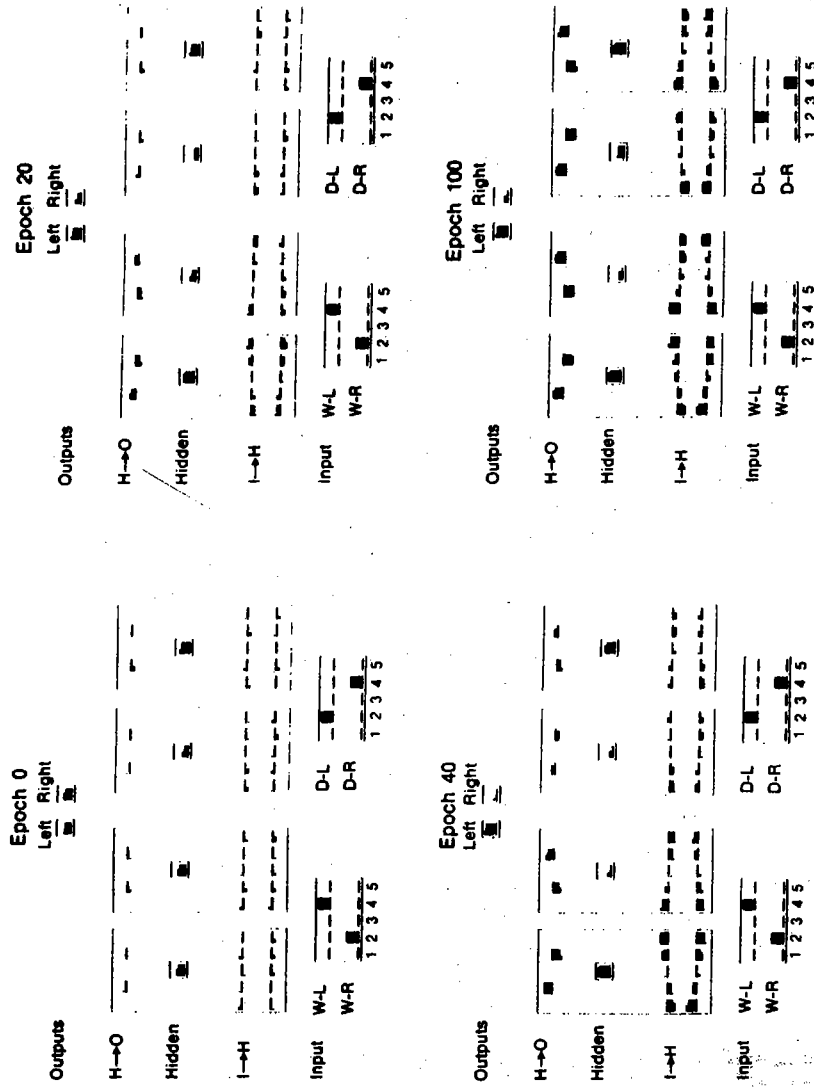 Epoch 0
Left Right
Outputs
H→O
Hidden
I→H
Input
W-L
W-R
1 2 3 4 5
D-L
D-R
1 2 3 4 5
Epoch 20
Left Right
Outputs
H→O
Hidden
I→H
Input
W-L
W-R
1 2 3 4 5
D-L
D-R
1 2 3 4 5
Epoch 40
Left Right
Outputs
H→O
Hidden
I→H
Input
W-L
W-R
1 2 3 4 5
D-L
D-R
1 2 3 4 5
Epoch 100
Left Right
Outputs
H→O
Hidden
I→H
Input
W-L
W-R
1 2 3 4 5
D-L
D-R
1 2 3 4 5